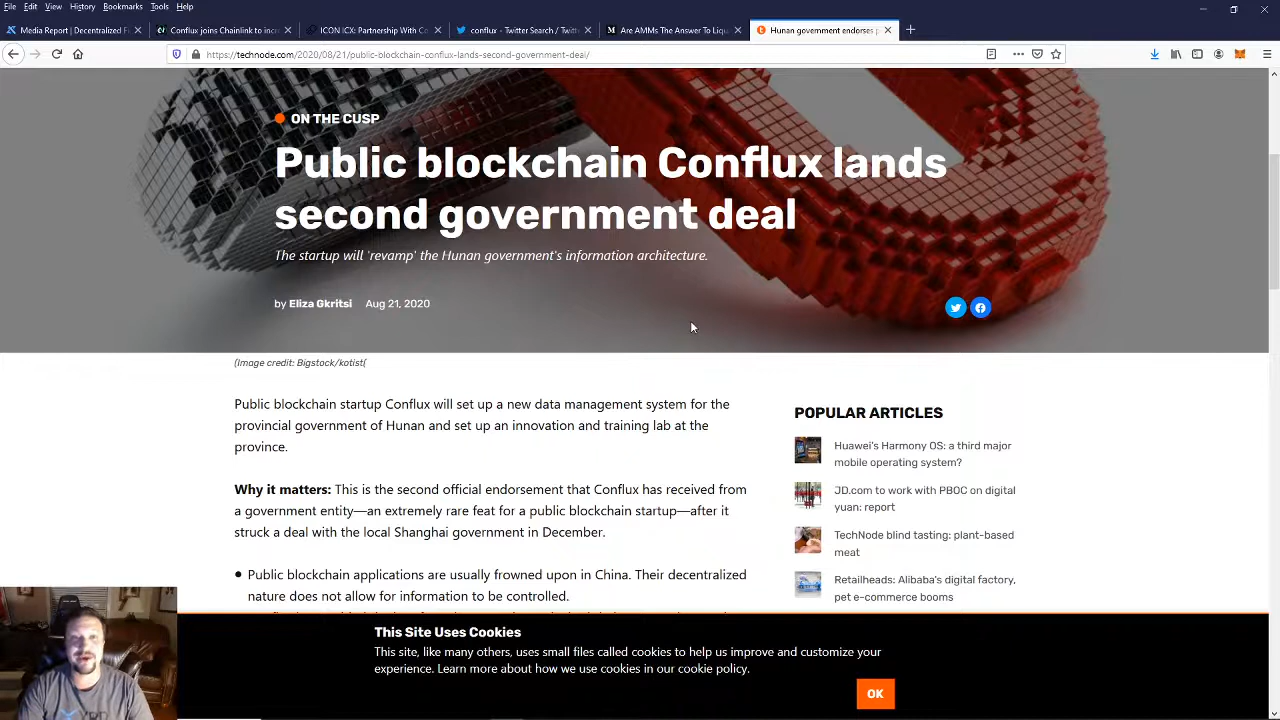 File Edit View History Bookmarks Tools Help
Media Report | Decentralized F
Conflux joins Chainlink to incre
ICON ICX: Partnership With Co
conflux - Twitter Search / Twitte
Are AMMs The Answer To Liqu
Hunan government endorses p
https://technode.com/2020/08/21/public-blockchain-conflux-lands-second-government-deal/
ON THE CUSP
Public blockchain Conflux lands
second government deal
The startup will 'revamp' the Hunan government's information architecture.
by Eliza Gkritsi Aug 21, 2020
(Image credit: Bigstock/kotist(
Public blockchain startup Conflux will set up a new data management system for the
provincial government of Hunan and set up an innovation and training lab at the
province.
Why it matters: This is the second official endorsement that Conflux has received from
a government entity—an extremely rare feat for a public blockchain startup—after it
struck a deal with the local Shanghai government in December.
• Public blockchain applications are usually frowned upon in China. Their decentralized
nature does not allow for information to be controlled.
POPULAR ARTICLES
Huawei's Harmony OS: a third major
mobile operating system?
JD.com to work with PBOC on digital
yuan: report
TechNode blind tasting: plant-based
meat
Retailheads: Alibaba's digital factory,
pet e-commerce booms
This Site Uses Cookies
This site, like many others, uses small files called cookies to help us improve and customize your
experience. Learn more about how we use cookies in our cookie policy.
OK